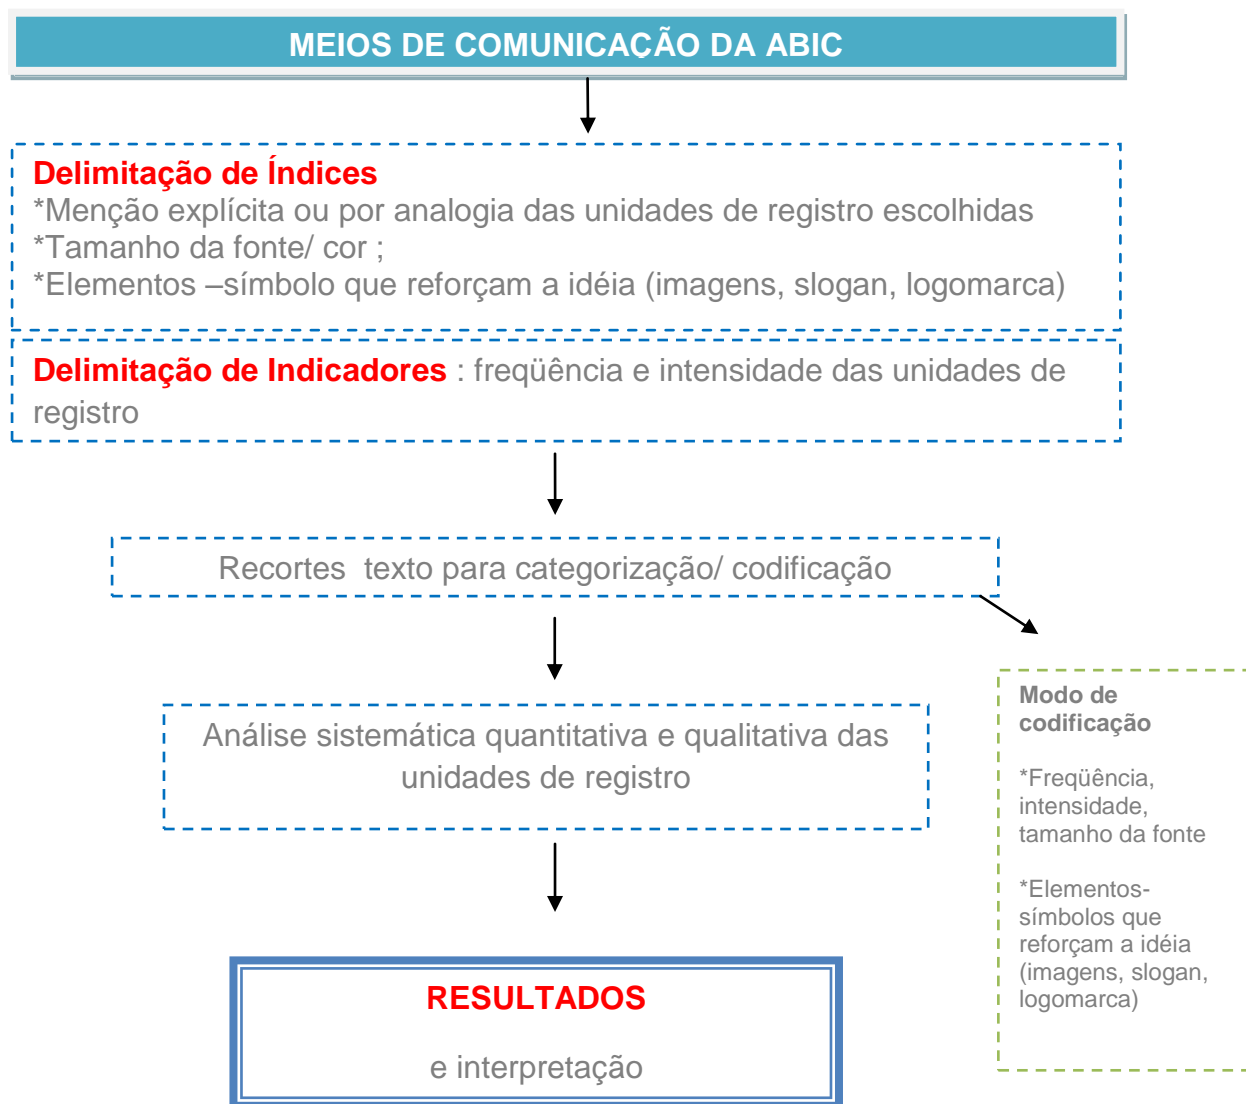 MEIOS DE COMUNICAÇÃO DA ABIC
Delimitação de Índices
*Menção explícita ou por analogia das unidades de registro escolhidas
*Tamanho da fonte/ cor ;
*Elementos –símbolo que reforçam a idéia (imagens, slogan, logomarca)
Delimitação de Indicadores : freqüência e intensidade das unidades de
registro
Recortes  texto para categorização/ codificação
Análise sistemática quantitativa e qualitativa das
unidades de registro
Modo de
codificação
*Freqüência,
intensidade,
tamanho da fonte
*Elementos-
símbolos que
reforçam a idéia
(imagens, slogan,
logomarca)
RESULTADOS
e interpretação